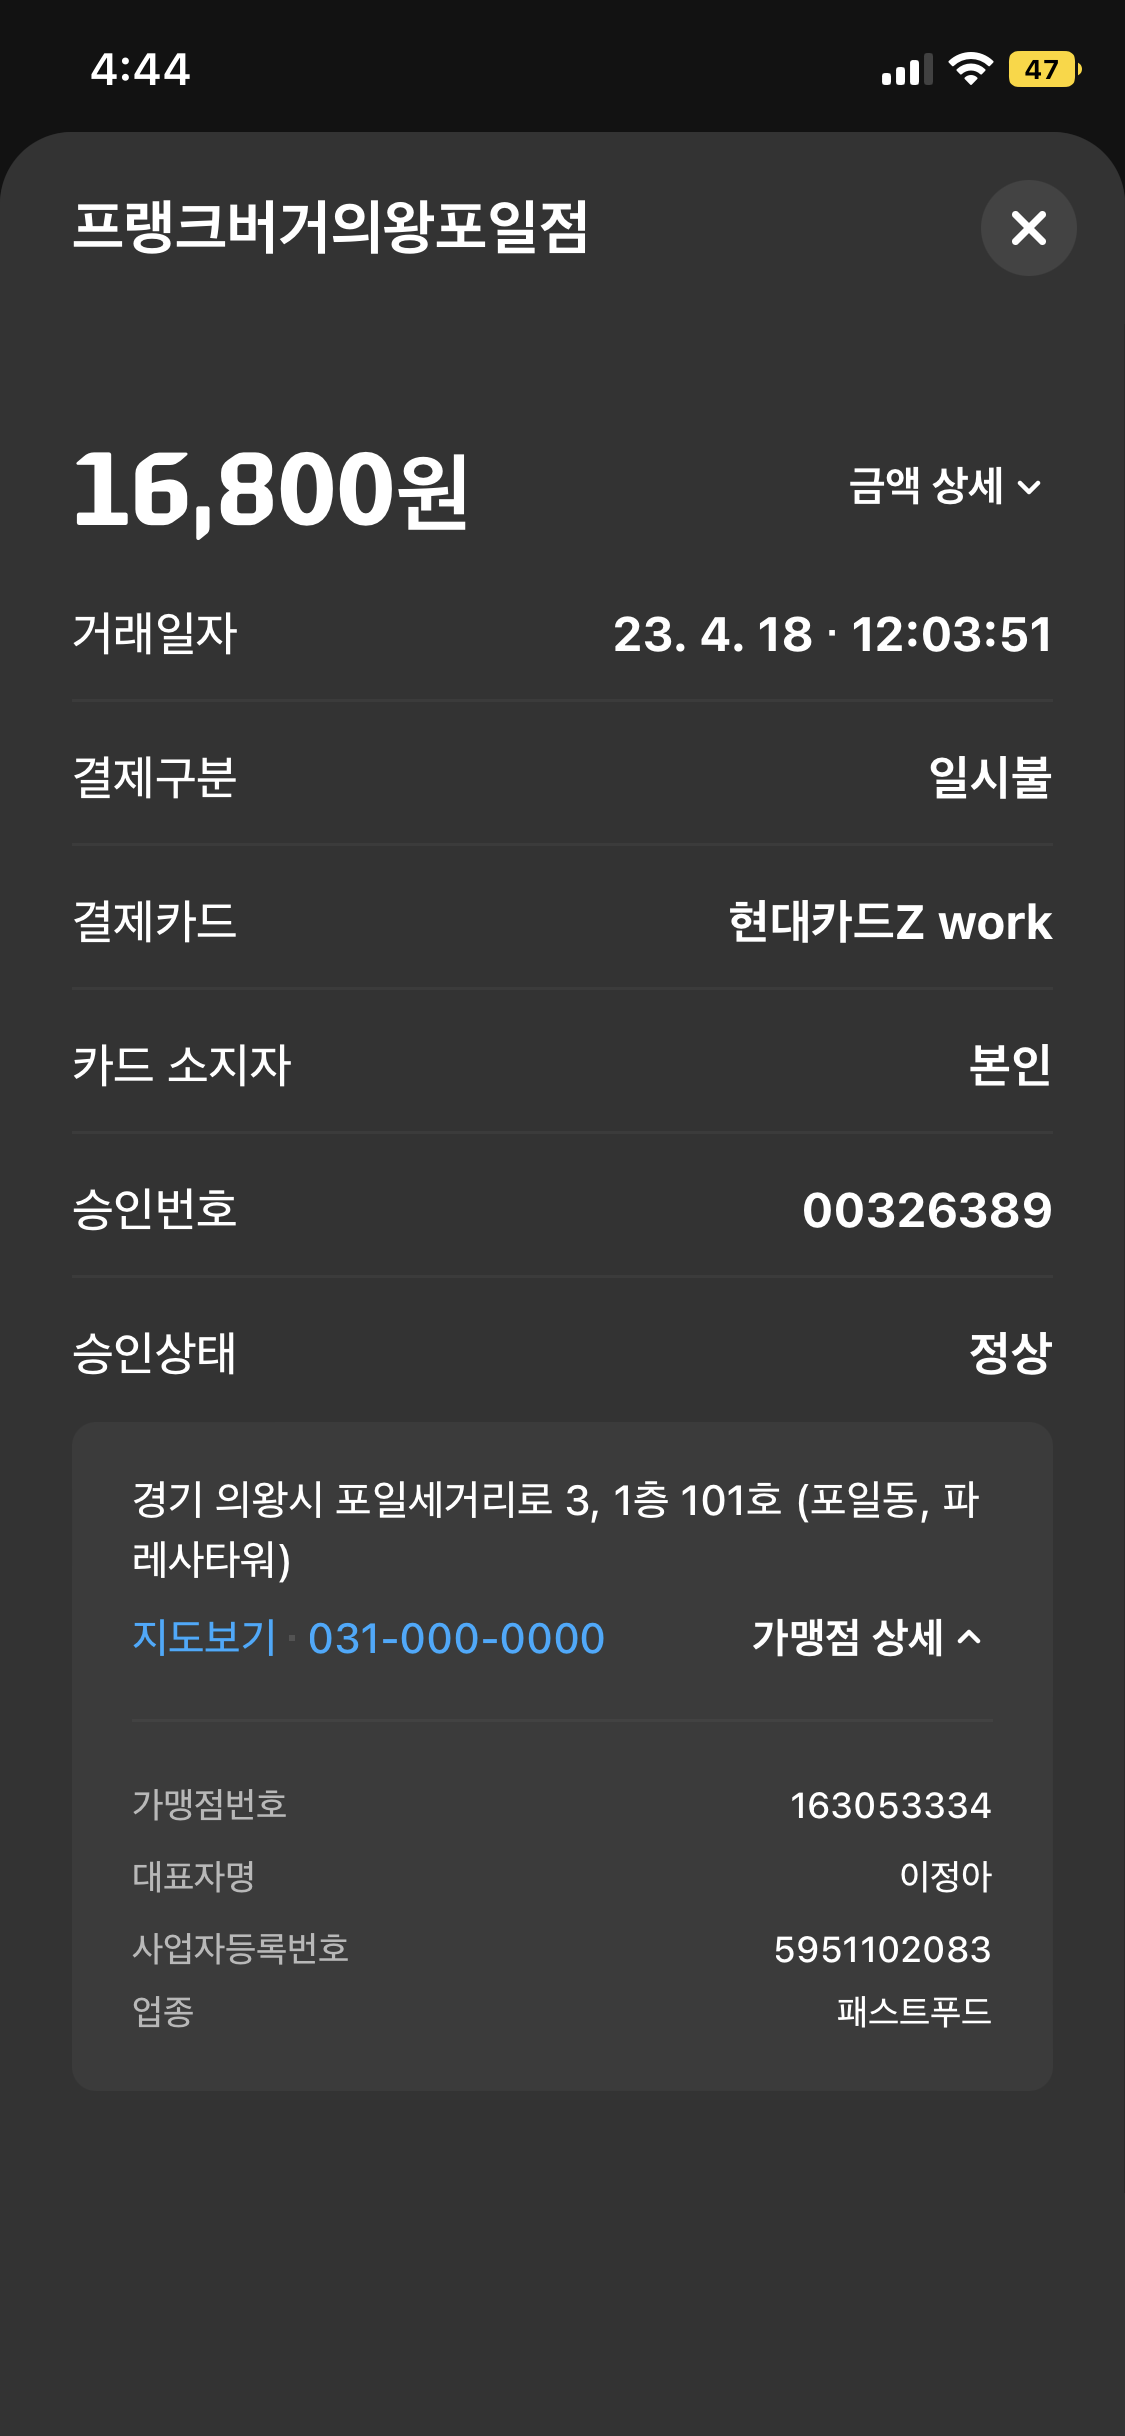 4:44
47
프랭크버거의왕포일점
16,800원
금액 상세
거래일자
23. 4. 18 · 12:03:51
결제구분
일시불
결제카드
현대카드Z work
카드 소지자
본인
승인번호
00326389
승인상태
정상
경기 의왕시 포일세거리로 3, 1층 101호 (포일동, 파
레사타워)
지도보기 · 031-000-0000
가맹점 상세
가맹점번호
163053334
대표자명
이정아
사업자등록번호
5951102083
업종
패스트푸드